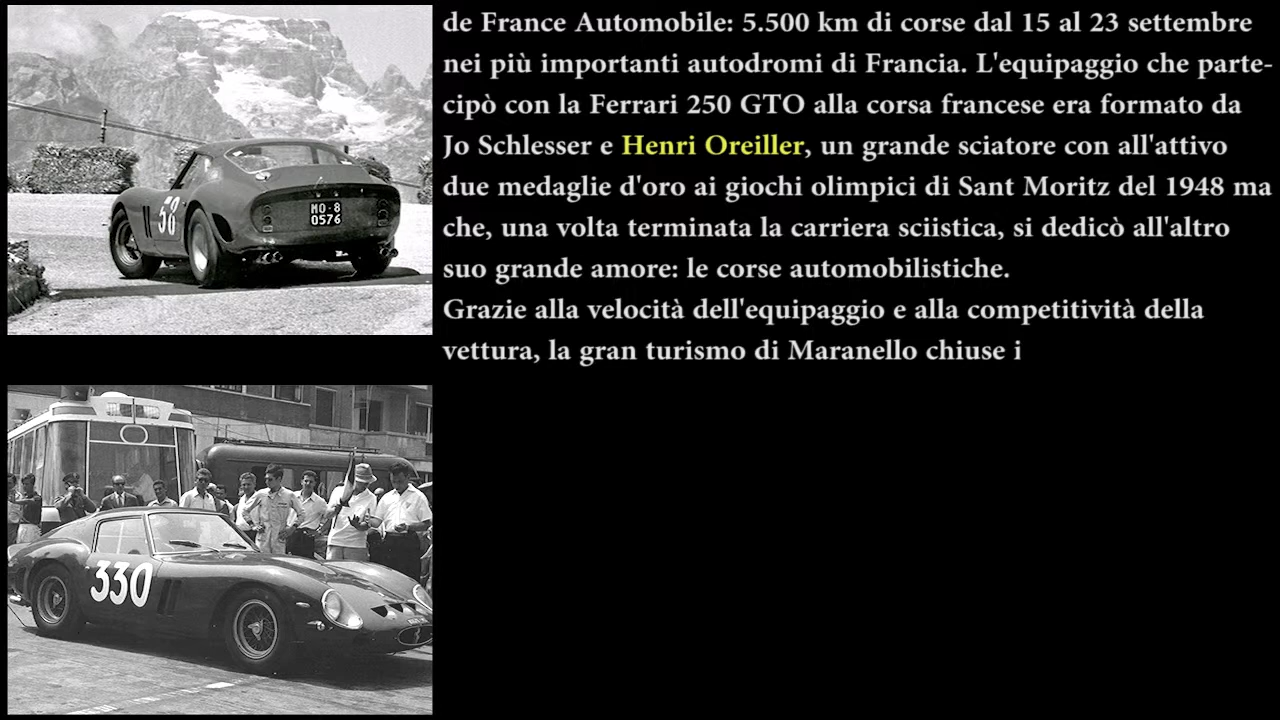 de France Automobile: 5.500 km di corse dal 15 al 23 settembre
nei più importanti autodromi di Francia. L'equipaggio che parte-
cipò con la Ferrari 250 GTO alla corsa francese era formato da
Jo Schlesser e Henri Oreiller, un grande sciatore con all'attivo
due medaglie d'oro ai giochi olimpici di Sant Moritz del 1948 ma
che, una volta terminata la carriera sciistica, si dedicò all'altro
suo grande amore: le corse automobilistiche.
Grazie alla velocità dell'equipaggio e alla competitività della
vettura, la gran turismo di Maranello chiuse i
58
MO·8
0576
330